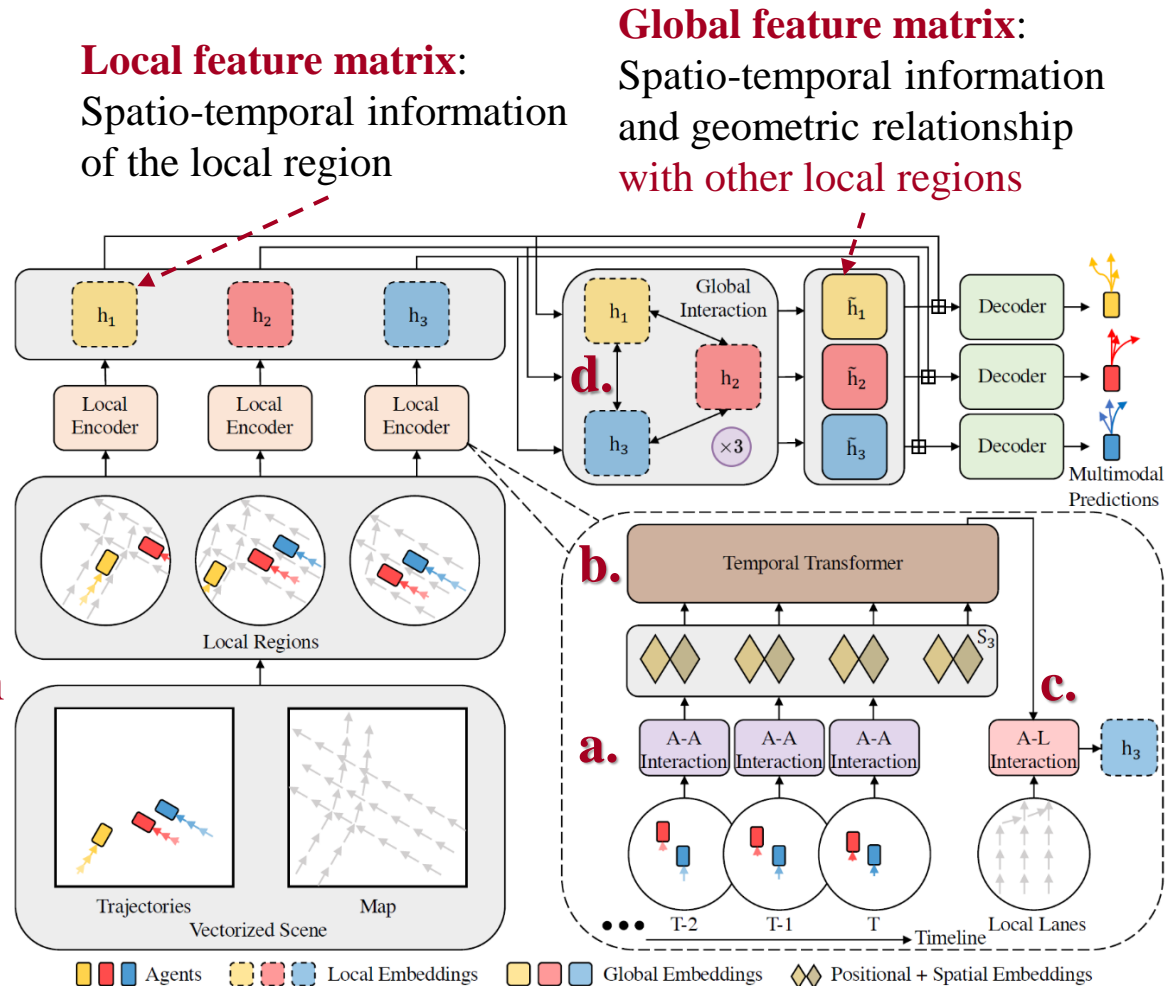 Local feature matrix:
Spatio-temporal information
of the local region
Global feature matrix:
Spatio-temporal information
and geometric relationship
with other local regions
h₁
h₂
h₃
Local
Encoder
Local
Encoder
Local
Encoder
Local Regions
Trajectories
Map
Vectorized Scene
Global
Interaction
h₁
d.
h₂
h₃
×3
h̃₁
h̃₂
h̃₃
Decoder
Decoder
Decoder
Multimodal
Predictions
b.
Temporal Transformer
S₃
a.
A-A
Interaction
A-A
Interaction
A-A
Interaction
c.
A-L
Interaction
h₃
T-2
T-1
T
Local Lanes
Timeline
Agents
Local Embeddings
Global Embeddings
Positional + Spatial Embeddings